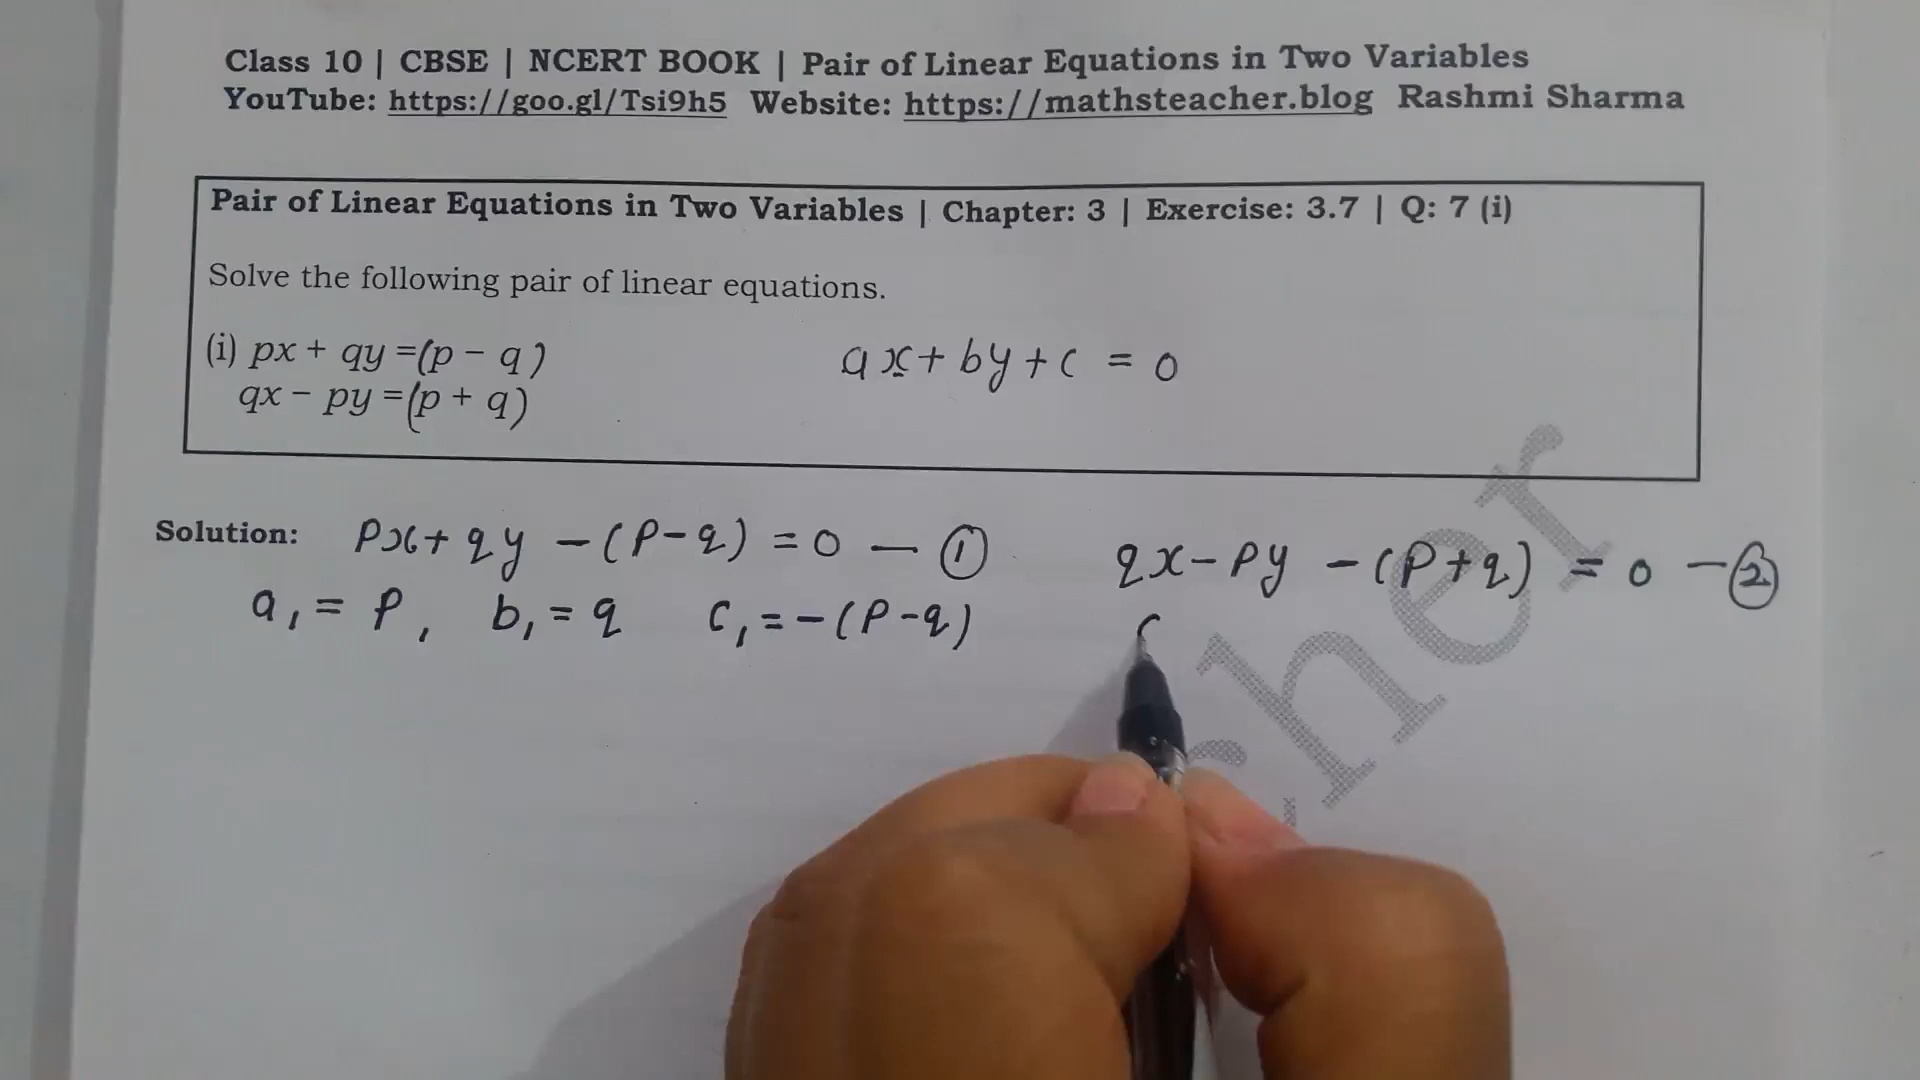 Class 10 | CBSE | NCERT BOOK | Pair of Linear Equations in Two Variables
YouTube: https://goo.gl/Tsi9h5 Website: https://mathsteacher.blog Rashmi Sharma
Pair of Linear Equations in Two Variables | Chapter: 3 | Exercise: 3.7 | Q: 7 (i)
Solve the following pair of linear equations.
(i) px + qy =(p − q)
ax + by + c = 0
qx − py =(p + q)
Solution: px + qy − (p − q) = 0 — ①
qx − py − (p + q) = 0 — ②
a₁ = p, b₁ = q c₁ = −(p − q)
her